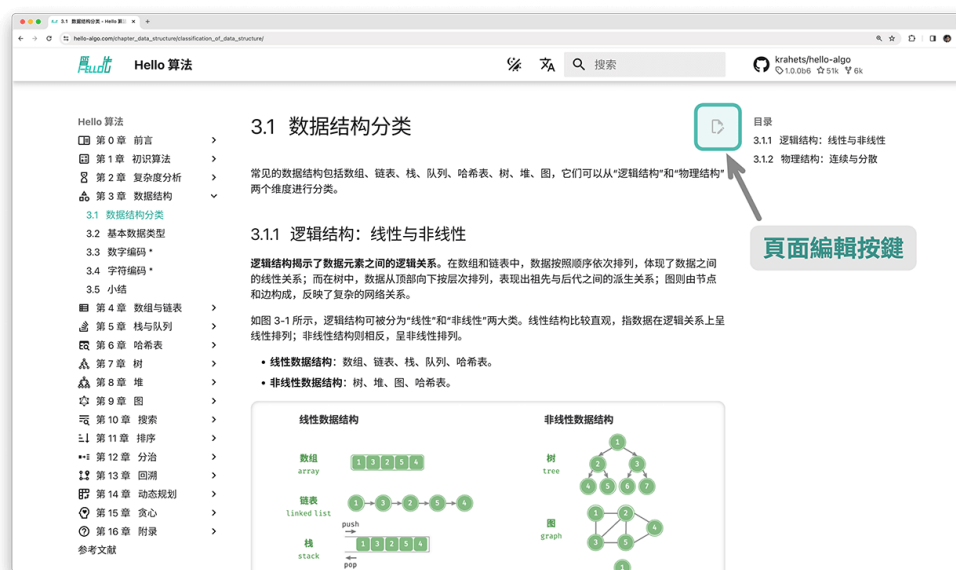 3.1 数据结构分类 - Hello 算法
hello-algo.com/chapter_data_structure/classification_of_data_structure/
Hello 算法
搜索
krahets/hello-algo
1.0.0b6 51k 6k
Hello 算法
第 0 章 前言
第 1 章 初识算法
第 2 章 复杂度分析
第 3 章 数据结构
3.1 数据结构分类
3.2 基本数据类型
3.3 数字编码 *
3.4 字符编码 *
3.5 小结
第 4 章 数组与链表
第 5 章 栈与队列
第 6 章 哈希表
第 7 章 树
第 8 章 堆
第 9 章 图
第 10 章 搜索
第 11 章 排序
第 12 章 分治
第 13 章 回溯
第 14 章 动态规划
第 15 章 贪心
第 16 章 附录
参考文献
3.1 数据结构分类
常见的数据结构包括数组、链表、栈、队列、哈希表、树、堆、图，它们可以从“逻辑结构”和“物理结构”
两个维度进行分类。
3.1.1 逻辑结构：线性与非线性
逻辑结构揭示了数据元素之间的逻辑关系。在数组和链表中，数据按照顺序依次排列，体现了数据之间
的线性关系；而在树中，数据从顶部向下按层次排列，表现出祖先与后代之间的派生关系；图则由节点
和边构成，反映了复杂的网络关系。
如图 3-1 所示，逻辑结构可被分为“线性”和“非线性”两大类。线性结构比较直观，指数据在逻辑关系上呈
线性排列；非线性结构则相反，呈非线性排列。
• 线性数据结构：数组、链表、栈、队列、哈希表。
• 非线性数据结构：树、堆、图、哈希表。
线性数据结构
数组
array
1 3 2 5 4
链表
linked list
1 3 2 5 4
push
栈
stack
1 3 2 5 4
pop
非线性数据结构
树
tree
1
2 3
4 5 6 7
图
graph
1 2
4
3 5
1
目录
3.1.1 逻辑结构：线性与非线性
3.1.2 物理结构：连续与分散
頁面編輯按鍵